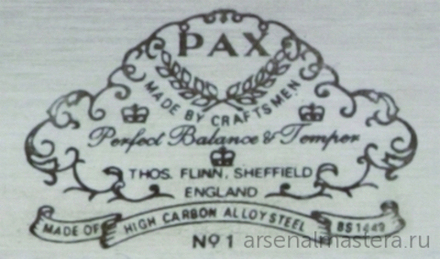 PAX
MADE BY CRAFTSMEN
Perfect Balance & Temper
THOS. FLINN, SHEFFIELD
ENGLAND
MADE OF HIGH CARBON ALLOY STEEL BS1449
Nº 1
arsenalmastera.ru